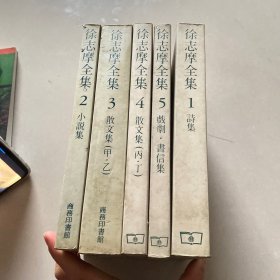 徐志摩全集
2
小說集
商務印書館
徐志摩全集
3
散文集(甲·乙)
商務印書館
徐志摩全集
4
散文集(丙·丁)
徐志摩全集
5
戲劇·書信集
徐志摩全集
1
詩集